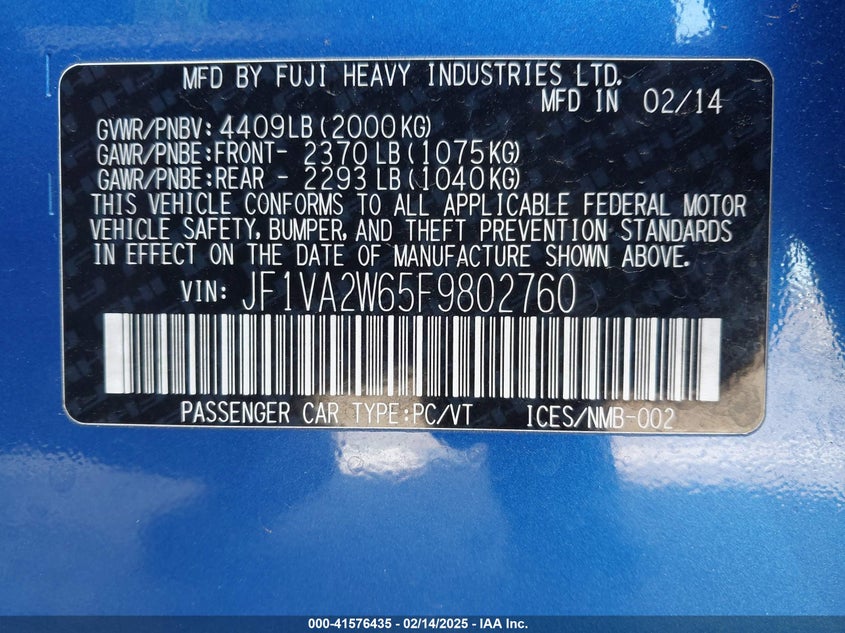 MFD BY FUJI HEAVY INDUSTRIES LTD.
MFD IN 02/14
GVWR/PNBV: 4409LB (2000KG)
GAWR/PNBE:FRONT- 2370 LB (1075KG)
GAWR/PNBE:REAR - 2293 LB (1040KG)
THIS VEHICLE CONFORMS TO ALL APPLICABLE FEDERAL MOTOR
VEHICLE SAFETY, BUMPER, AND THEFT PREVENTION STANDARDS
IN EFFECT ON THE DATE OF MANUFACTURE SHOWN ABOVE.
VIN: JF1VA2W65F9802760
PASSENGER CAR TYPE:PC/VT ICES/NMB-002
000-41576435 - 02/14/2025 - IAA Inc.